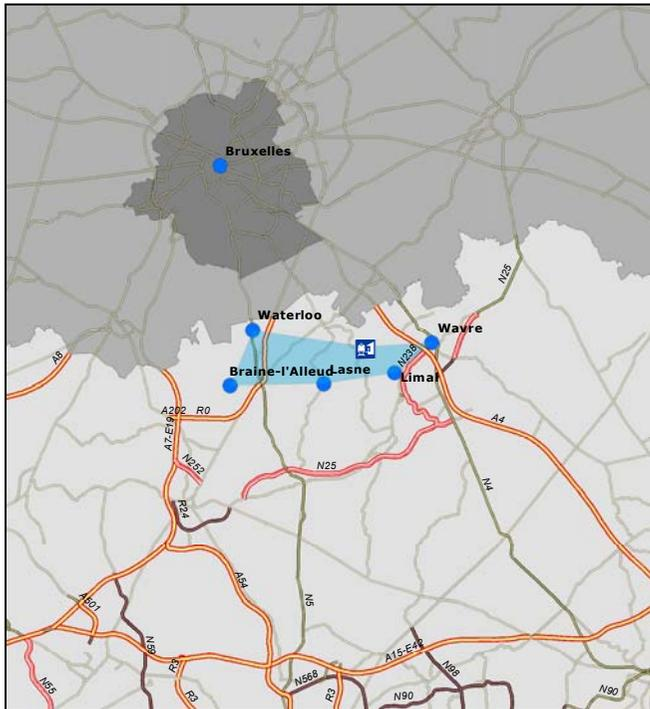 Bruxelles
N25
Waterloo
Wavre
A8
N238
Braine-l'Alleud
Lasne
Limal
A202
R0
A4
A7-E19
N252
N25
N4
R24
A54
A501
N5
N59
A15-E42
R3
N98
N568
N55
R3
R3
N90
N90